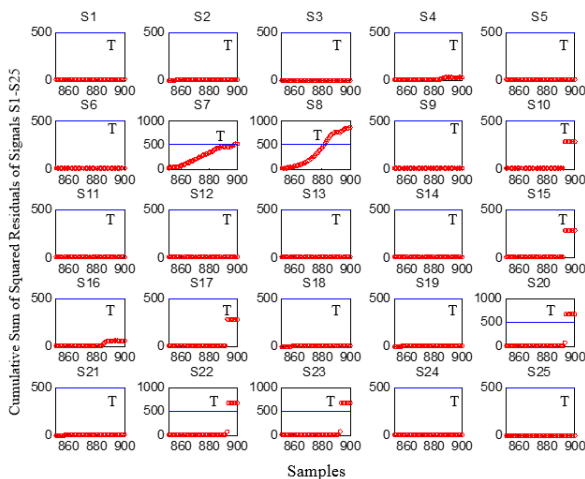 Cumulative Sum of Squared Residuals of Signals S1-S25
S1 S2 S3 S4 S5
500 500 500 500 500
T T T T T
0 0 0 0 0
860 880 900 860 880 900 860 880 900 860 880 900 860 880 900
S6 S7 S8 S9 S10
500 1000 1000 500 500
T T T T T
500 500
0 0 0 0 0
860 880 900 860 880 900 860 880 900 860 880 900 860 880 900
S11 S12 S13 S14 S15
500 500 500 500 500
T T T T T
0 0 0 0 0
860 880 900 860 880 900 860 880 900 860 880 900 860 880 900
S16 S17 S18 S19 S20
500 500 500 500 1000
T T T T T
500
0 0 0 0 0
860 880 900 860 880 900 860 880 900 860 880 900 860 880 900
S21 S22 S23 S24 S25
500 1000 1000 500 500
T T T T T
500 500
0 0 0 0 0
860 880 900 860 880 900 860 880 900 860 880 900 860 880 900
Samples